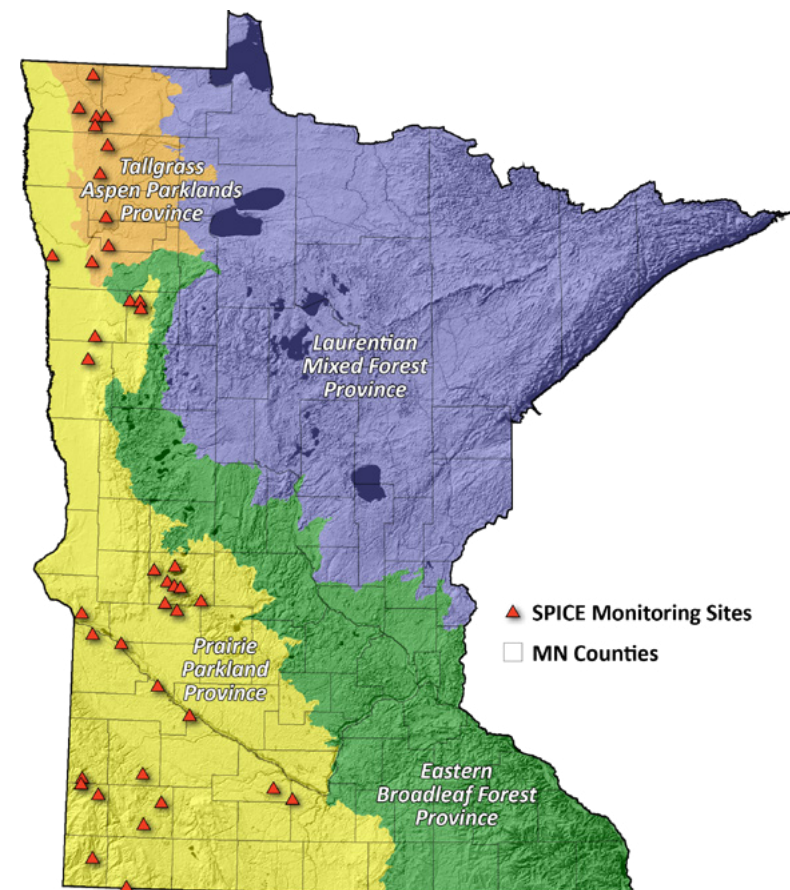 Tallgrass
Aspen Parklands
Province
Laurentian
Mixed Forest
Province
SPICE Monitoring Sites
MN Counties
Prairie
Parkland
Province
Eastern
Broadleaf Forest
Province